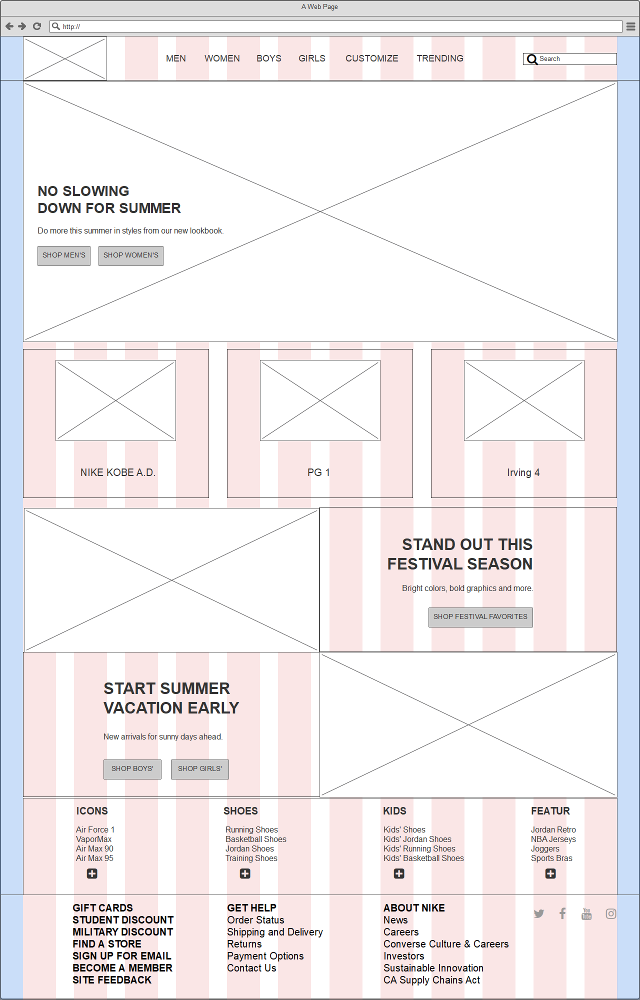 A Web Page
http://
MEN WOMEN BOYS GIRLS CUSTOMIZE TRENDING
Search
NO SLOWING
DOWN FOR SUMMER
Do more this summer in styles from our new lookbook.
SHOP MEN'S SHOP WOMEN'S
NIKE KOBE A.D.
PG 1
Irving 4
STAND OUT THIS
FESTIVAL SEASON
Bright colors, bold graphics and more.
SHOP FESTIVAL FAVORITES
START SUMMER
VACATION EARLY
New arrivals for sunny days ahead.
SHOP BOYS' SHOP GIRLS'
ICONS
Air Force 1
VaporMax
Air Max 90
Air Max 95
SHOES
Running Shoes
Basketball Shoes
Jordan Shoes
Training Shoes
KIDS
Kids' Shoes
Kids' Jordan Shoes
Kids' Running Shoes
Kids' Basketball Shoes
FEATUR
Jordan Retro
NBA Jerseys
Joggers
Sports Bras
GIFT CARDS
STUDENT DISCOUNT
MILITARY DISCOUNT
FIND A STORE
SIGN UP FOR EMAIL
BECOME A MEMBER
SITE FEEDBACK
GET HELP
Order Status
Shipping and Delivery
Returns
Payment Options
Contact Us
ABOUT NIKE
News
Careers
Converse Culture & Careers
Investors
Sustainable Innovation
CA Supply Chains Act
You
Tube